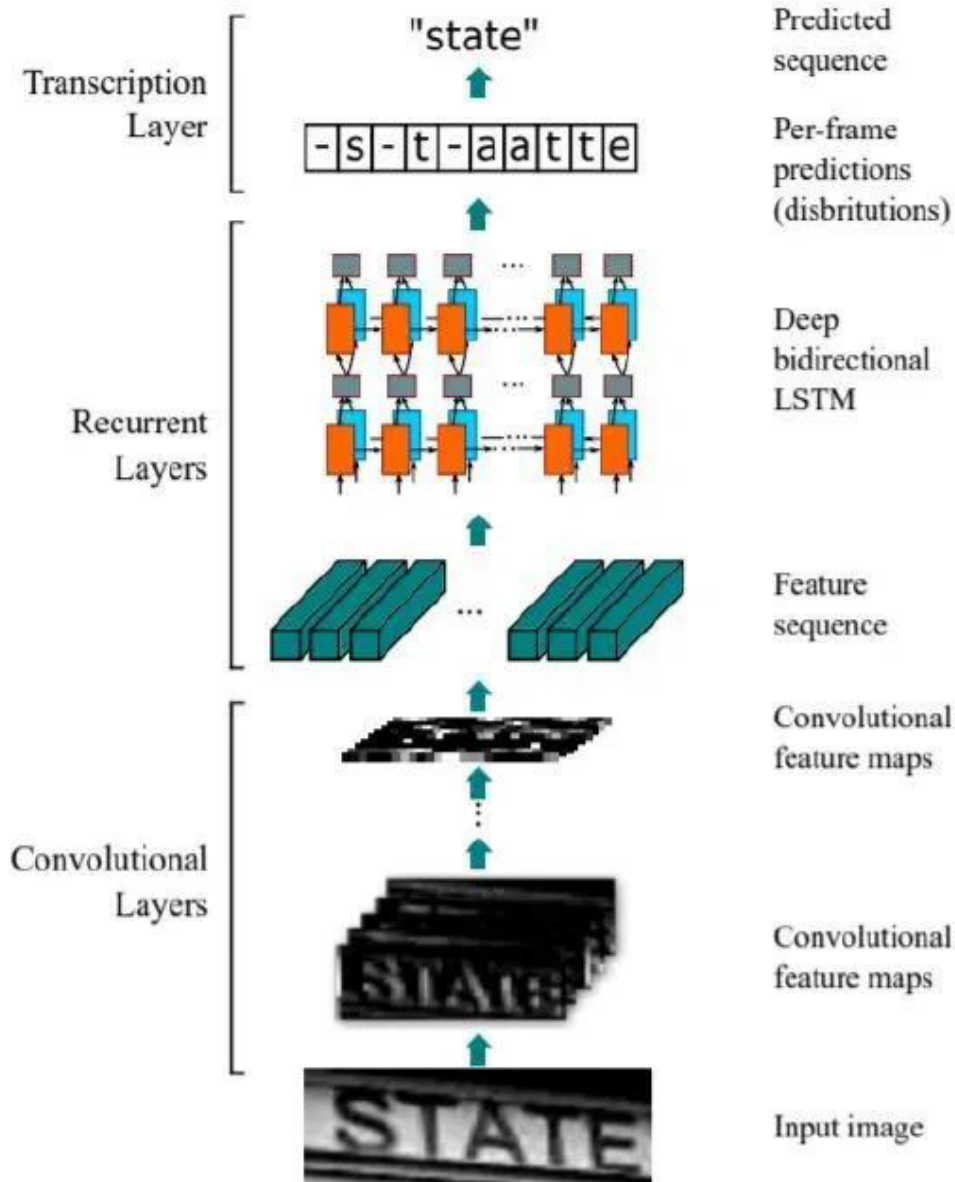 "state"
Predicted
sequence
Transcription
Layer
- s - t - a a t t e
Per-frame
predictions
(disbritutions)
...
Deep
bidirectional
LSTM
Recurrent
Layers
...
Feature
sequence
Convolutional
feature maps
Convolutional
Layers
STATE
Convolutional
feature maps
STATE
Input image